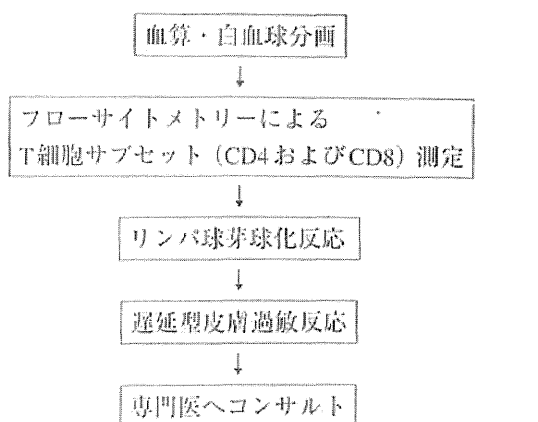 血算・白血球分画
フローサイトメトリーによる
T細胞サブセット（CD4およびCD8）測定
リンパ球芽球化反応
遅延型皮膚過敏反応
専門医へコンサルト